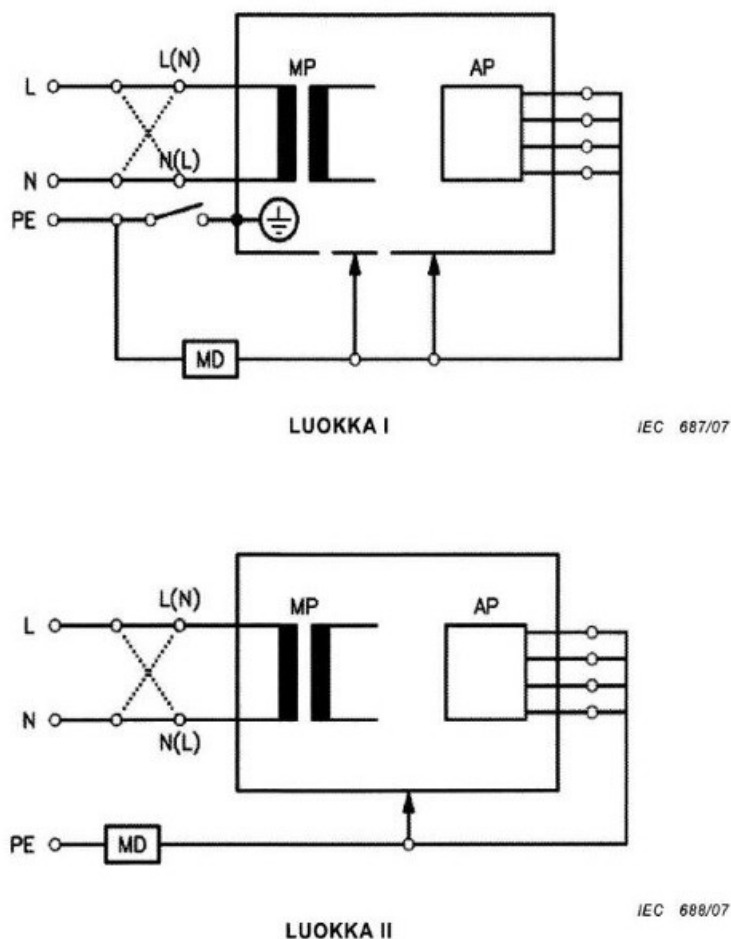 L(N)
MP
AP
L
N(L)
N
PE
MD
LUOKKA I
IEC 687/07
L(N)
MP
AP
L
N
N(L)
PE
MD
LUOKKA II
IEC 688/07